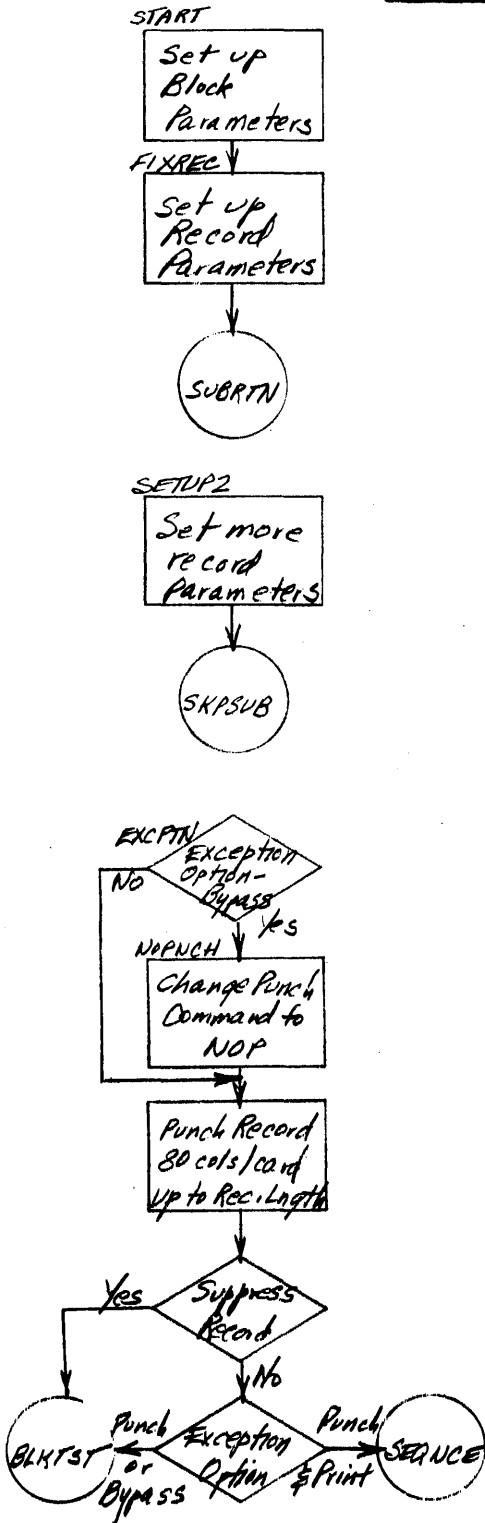 START
Set up
Block
Parameters
FIXREC
Set up
Record
Parameters
SUBRTN
SETUP2
Set more
record
Parameters
SKPSUB
EXCPTN
Exception
Option-
Bypass
No
Yes
NOPNCH
Change Punch
Command to
NOP
Punch Record
80 cols/card
up to Rec. Lngth
Yes
Suppress
Record
No
BLKTST
Punch
or
Bypass
Exception
Option
Punch
& Print
SEQNCE